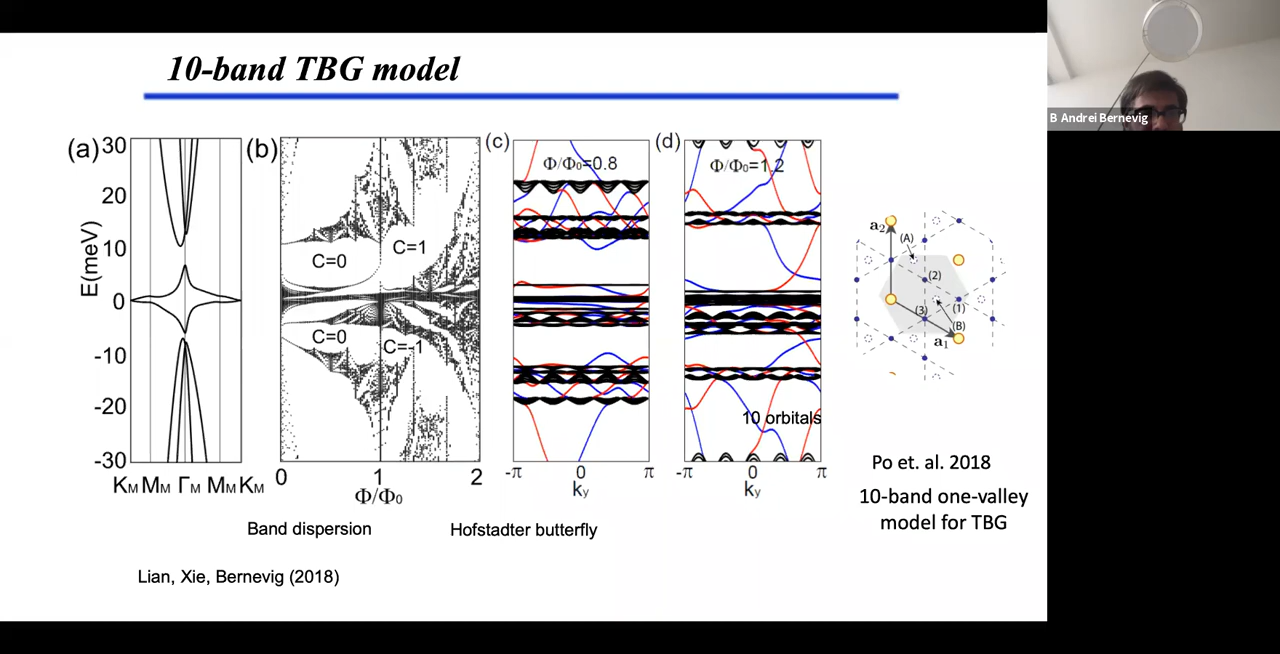 10-band TBG model
B Andrei Bernevig
(a)
30
20
10
0
-10
-20
-30
E(meV)
KM MM ΓM MM KM
(b)
C=0
C=1
C=0
C=-1
0 1 2
Φ/Φ0
(c)
Φ/Φ0=0.8
-π 0 π
ky
(d)
Φ/Φ0=1.2
10 orbitals
-π 0 π
ky
a2
(A)
(2)
(1)
(3)
(B)
a1
Band dispersion
Hofstadter butterfly
Po et. al. 2018
10-band one-valley
model for TBG
Lian, Xie, Bernevig (2018)